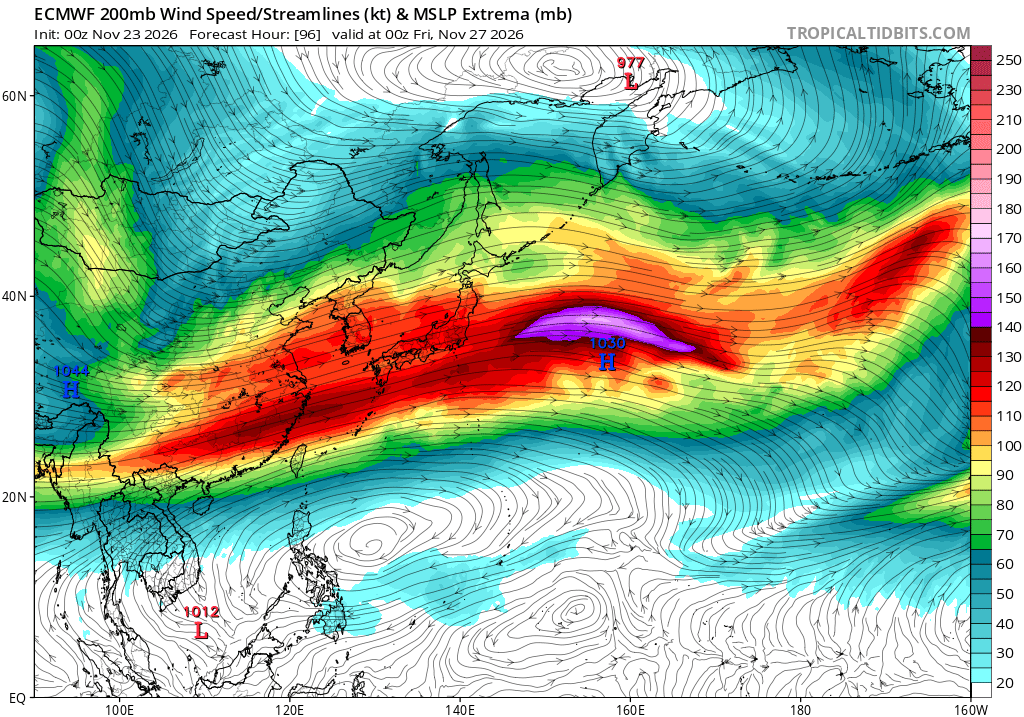 ECMWF 200mb Wind Speed/Streamlines (kt) & MSLP Extrema (mb)
Init: 00z Nov 23 2026 Forecast Hour: [96] valid at 00z Fri, Nov 27 2026
TROPICALTIDBITS.COM
977
L
1030
H
1044
H
1012
L
60N
40N
20N
EQ
100E
120E
140E
160E
180
160W
250
230
220
210
200
190
180
170
160
150
140
130
120
110
100
90
80
70
60
50
40
30
20